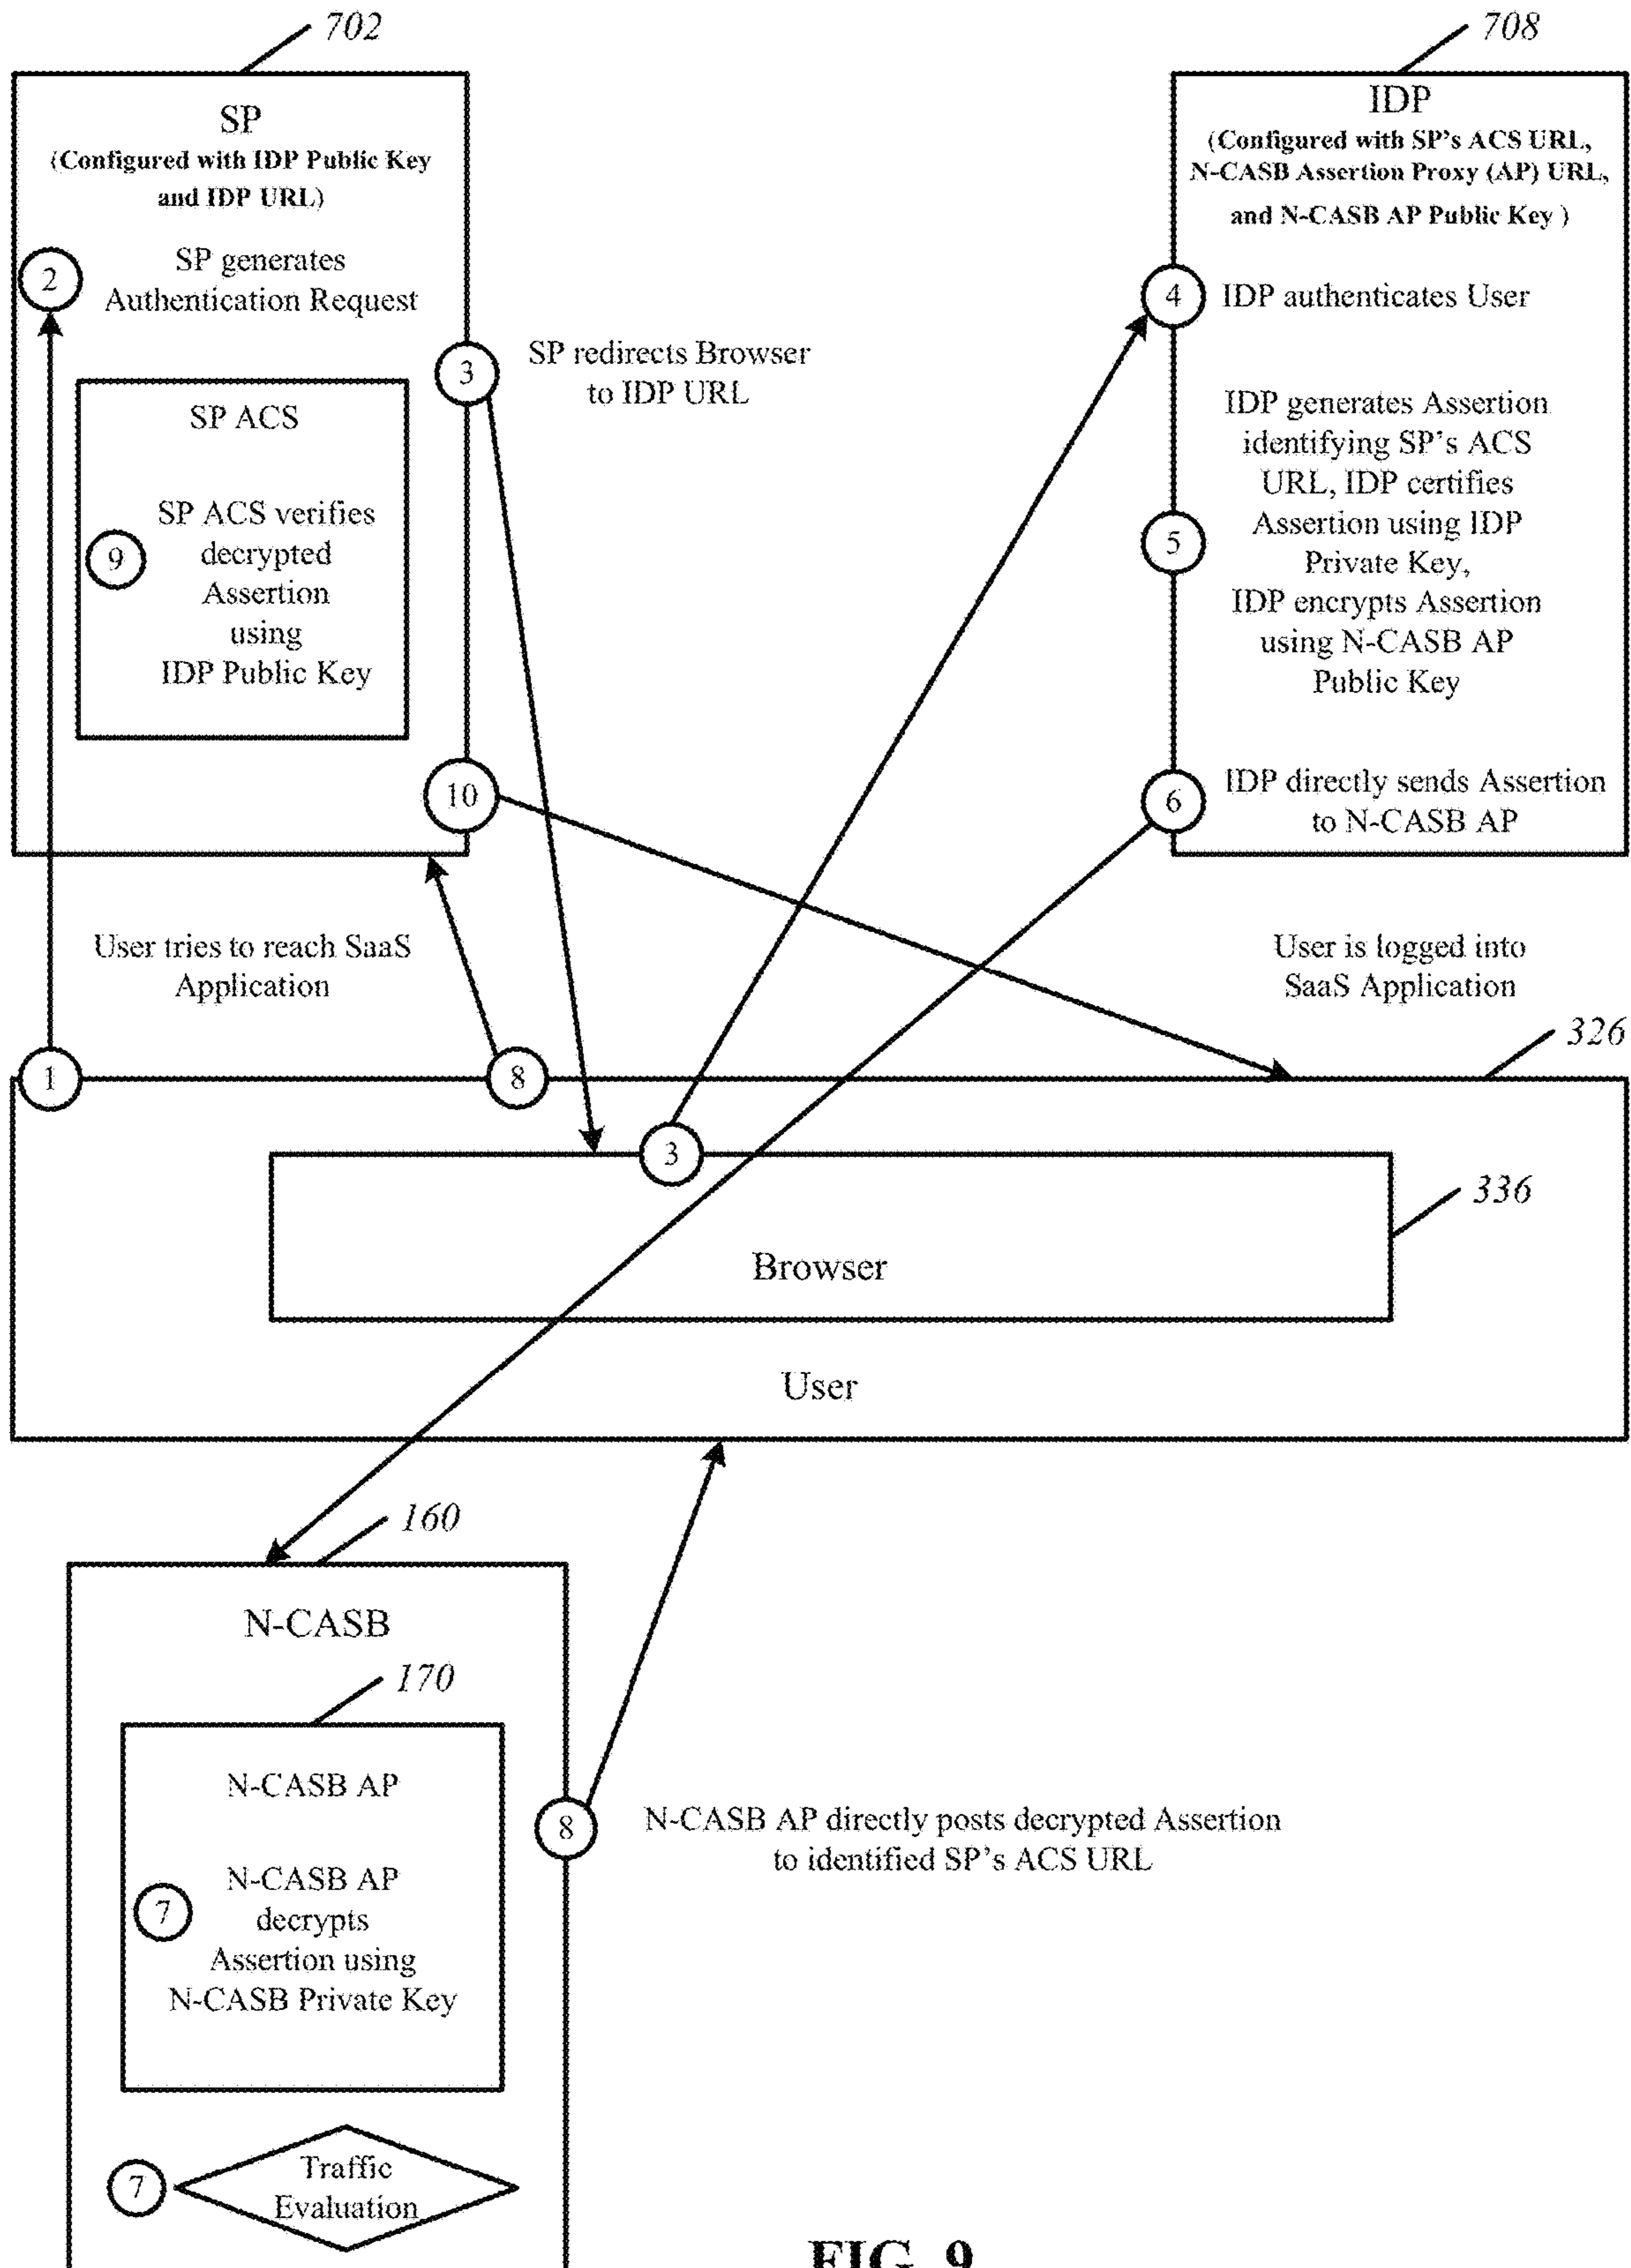 702
708
SP
(Configured with IDP Public Key
and IDP URL)
2
SP generates
Authentication Request
3
SP redirects Browser
to IDP URL
SP ACS
9
SP ACS verifies
decrypted
Assertion
using
IDP Public Key
10
IDP
(Configured with SP's ACS URL,
N-CASB Assertion Proxy (AP) URL,
and N-CASB AP Public Key )
4
IDP authenticates User
5
IDP generates Assertion
identifying SP's ACS
URL, IDP certifies
Assertion using IDP
Private Key,
IDP encrypts Assertion
using N-CASB AP
Public Key
6
IDP directly sends Assertion
to N-CASB AP
User tries to reach SaaS
Application
User is logged into
SaaS Application
326
1
8
3
336
Browser
User
160
N-CASB
170
N-CASB AP
7
N-CASB AP
decrypts
Assertion using
N-CASB Private Key
8
N-CASB AP directly posts decrypted Assertion
to identified SP's ACS URL
7
Traffic
Evaluation
FIG. 9